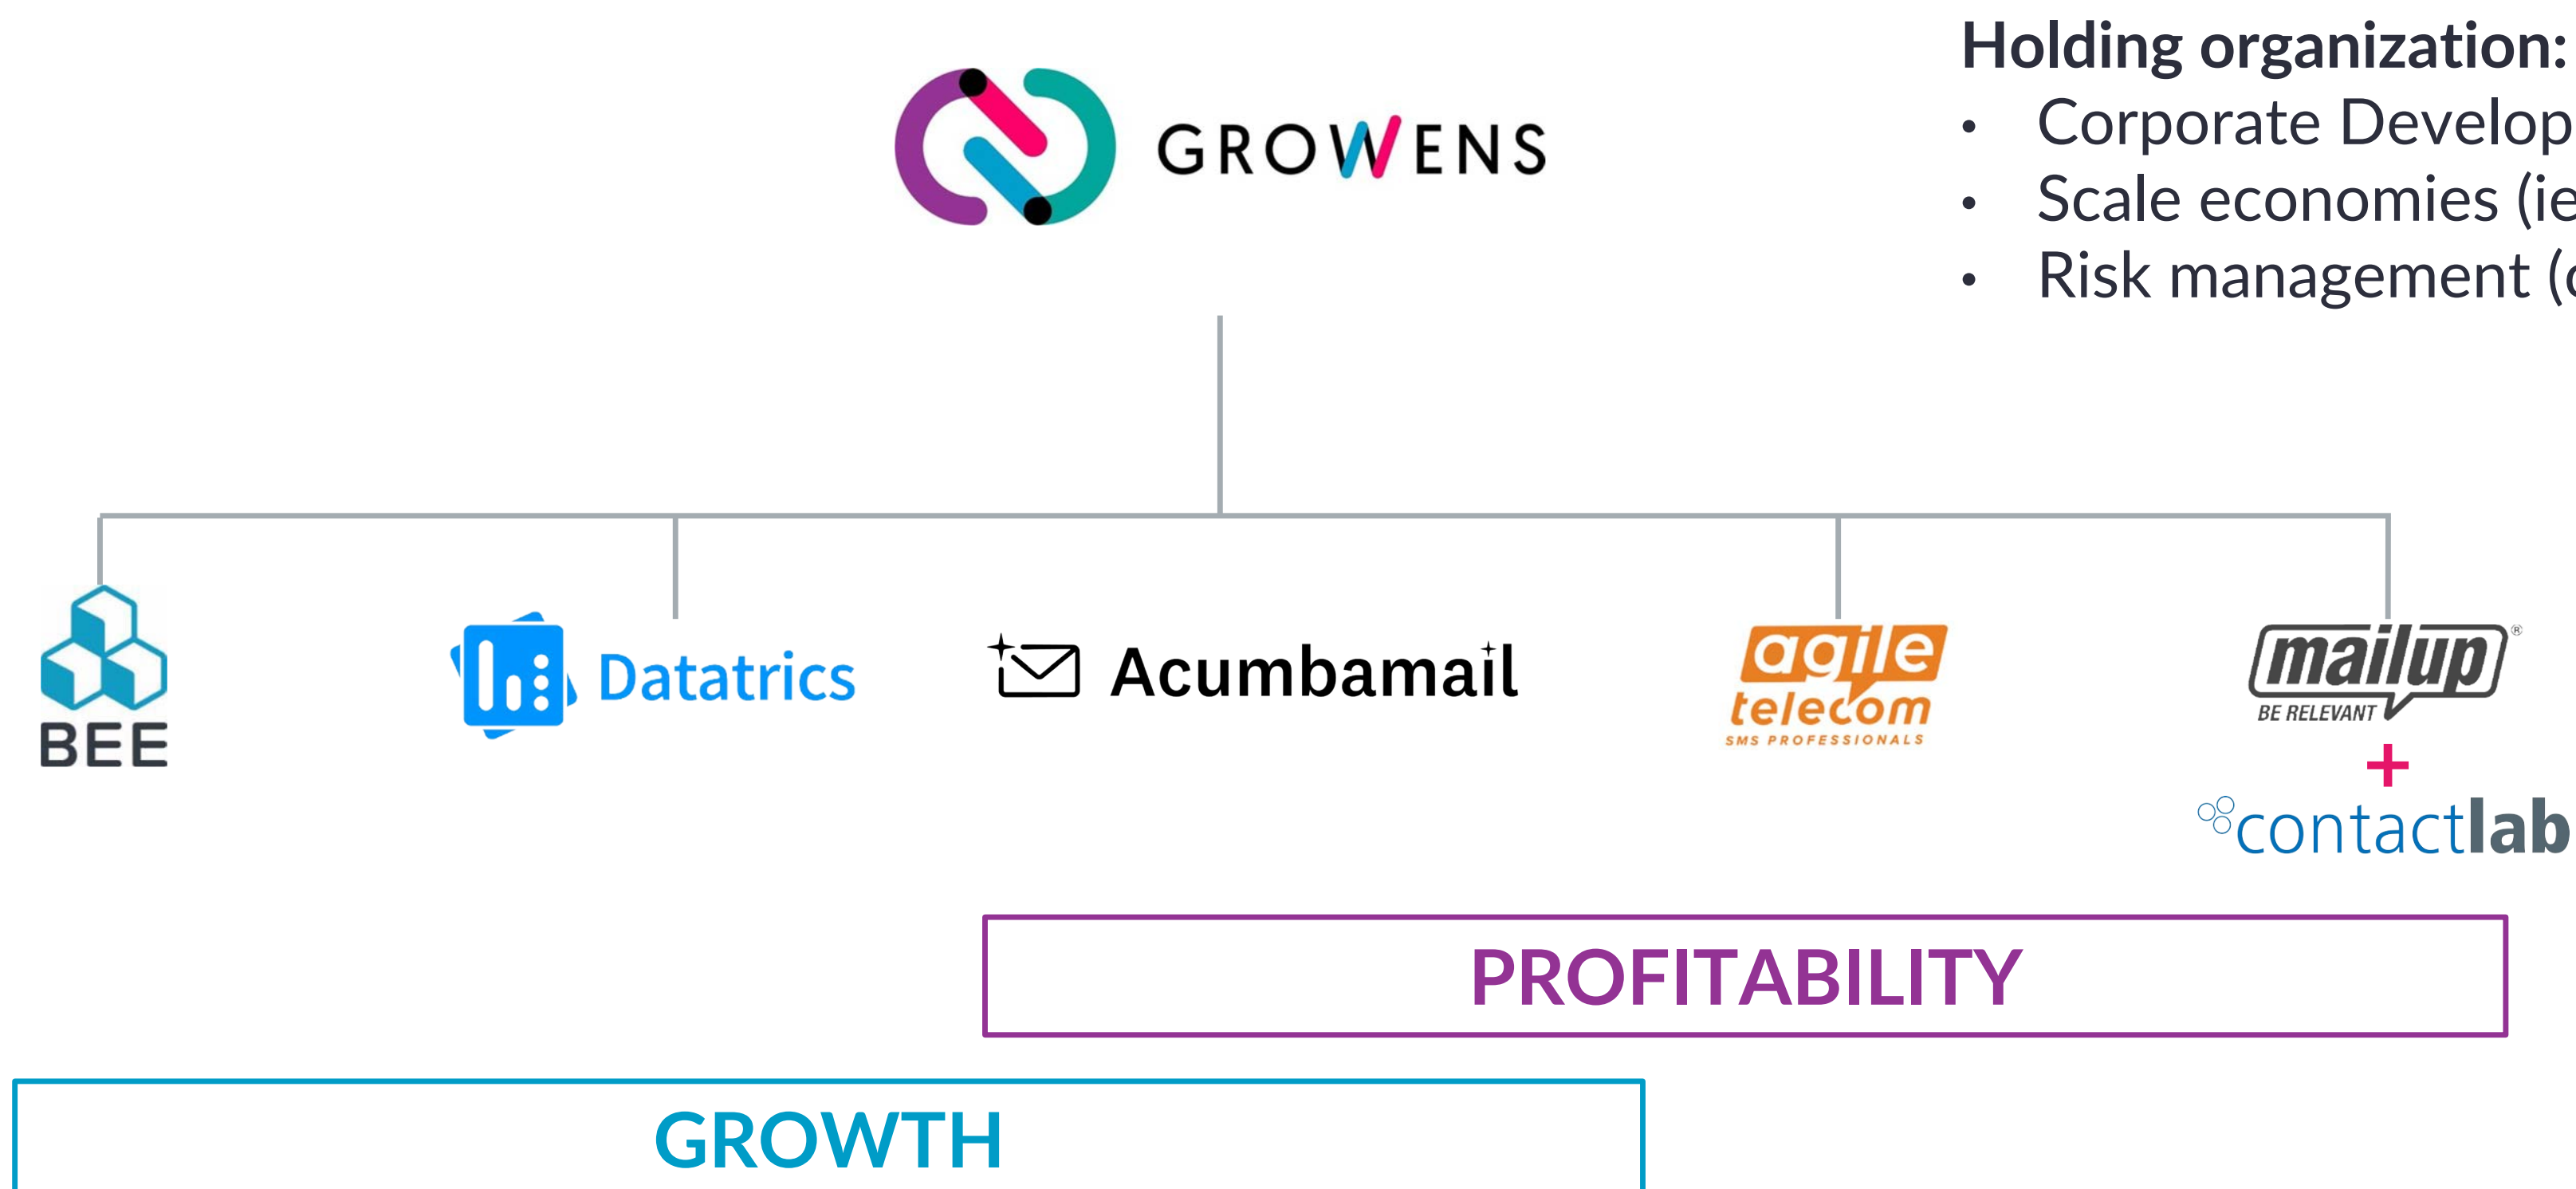 Holding organization:
• Corporate Develop
• Scale economies (ie
• Risk management (
GROWENS
BEE
Datatrics
Acumbamail
agile
telecom
SMS PROFESSIONALS
mailup®
BE RELEVANT
+
contactlab
PROFITABILITY
GROWTH